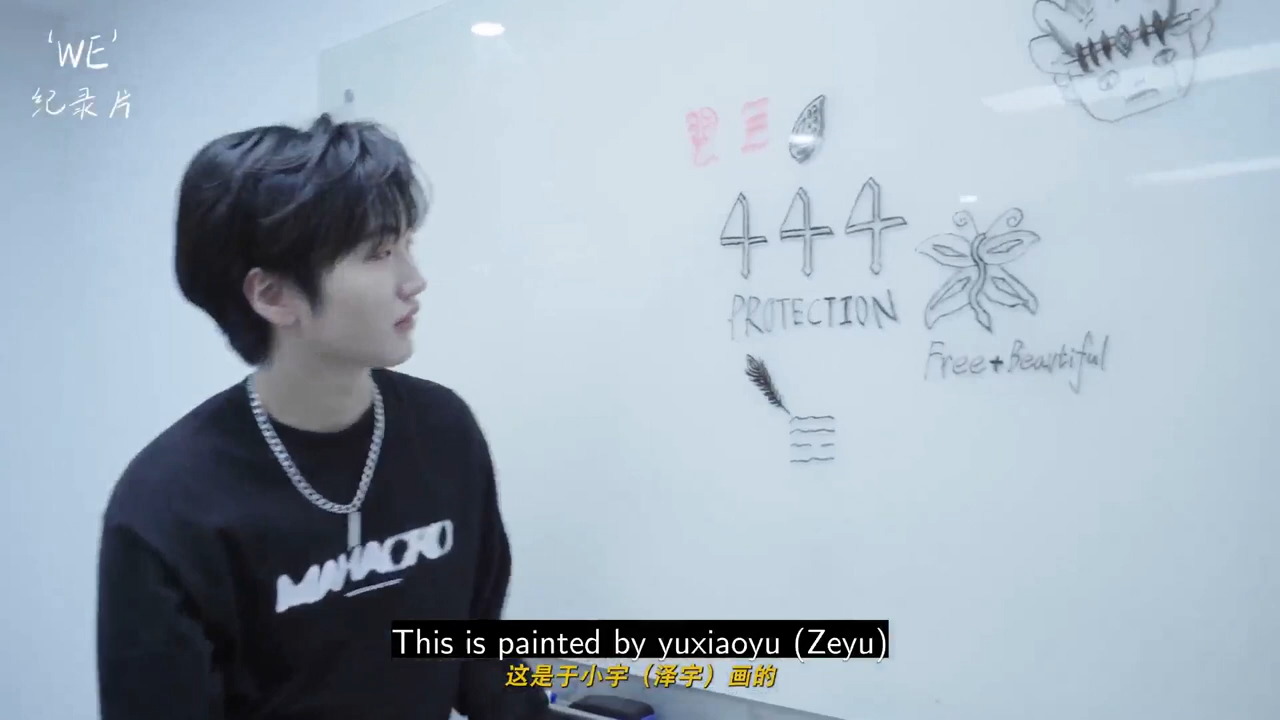 'WE'
纪录片
444
PROTECTION
Free+Beautiful
This is painted by yuxiaoyu (Zeyu)
这是于小宇（泽宇）画的